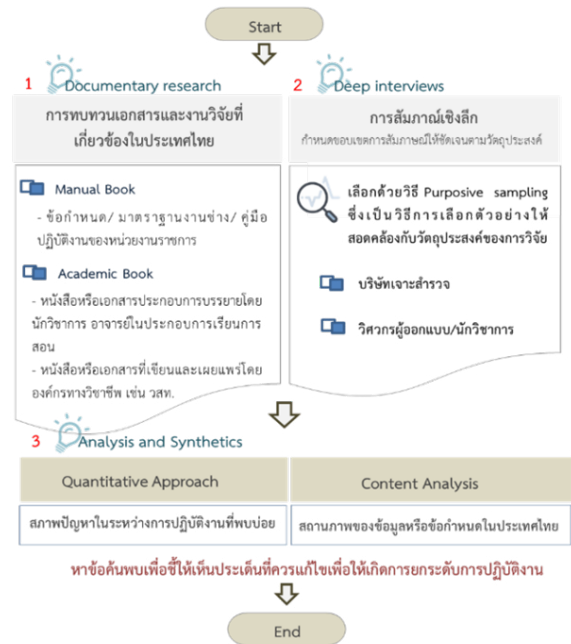 Start
1 Documentary research
การทบทวนเอกสารและงานวิจัยที่
เกี่ยวข้องในประเทศไทย
Manual Book
- ข้อกำหนด/ มาตราฐานงานช่าง/ คู่มือ
ปฏิบัติงานของหน่วยงานราชการ
Academic Book
- หนังสือหรือเอกสารประกอบการบรรยายโดย
นักวิชาการ อาจารย์ในประกอบการเรียนการ
สอน
- หนังสือหรือเอกสารที่เขียนและเผยแพร่โดย
องค์กรทางวิชาชีพ เช่น วสท.
2 Deep interviews
การสัมภาณ์เชิงลึก
กำหนดขอบเขตการสัมภาษณ์ให้ชัดเจนตามวัตถุประสงค์
เลือกด้วยวิธี Purposive sampling
ซึ่งเป็นวิธีการเลือกตัวอย่างให้
สอดคล้องกับวัตถุประสงค์ของการวิจัย
บริษัทเจาะสำรวจ
วิศวกรผู้ออกแบบ/นักวิชาการ
3 Analysis and Synthetics
Quantitative Approach
Content Analysis
สภาพปัญหาในระหว่างการปฏิบัติงานที่พบบ่อย
สถานภาพของข้อมูลหรือข้อกำหนดในประเทศไทย
หาข้อค้นพบเพื่อชี้ให้เห็นประเด็นที่ควรแก้ไขเพื่อให้เกิดการยกระดับการปฏิบัติงาน
End